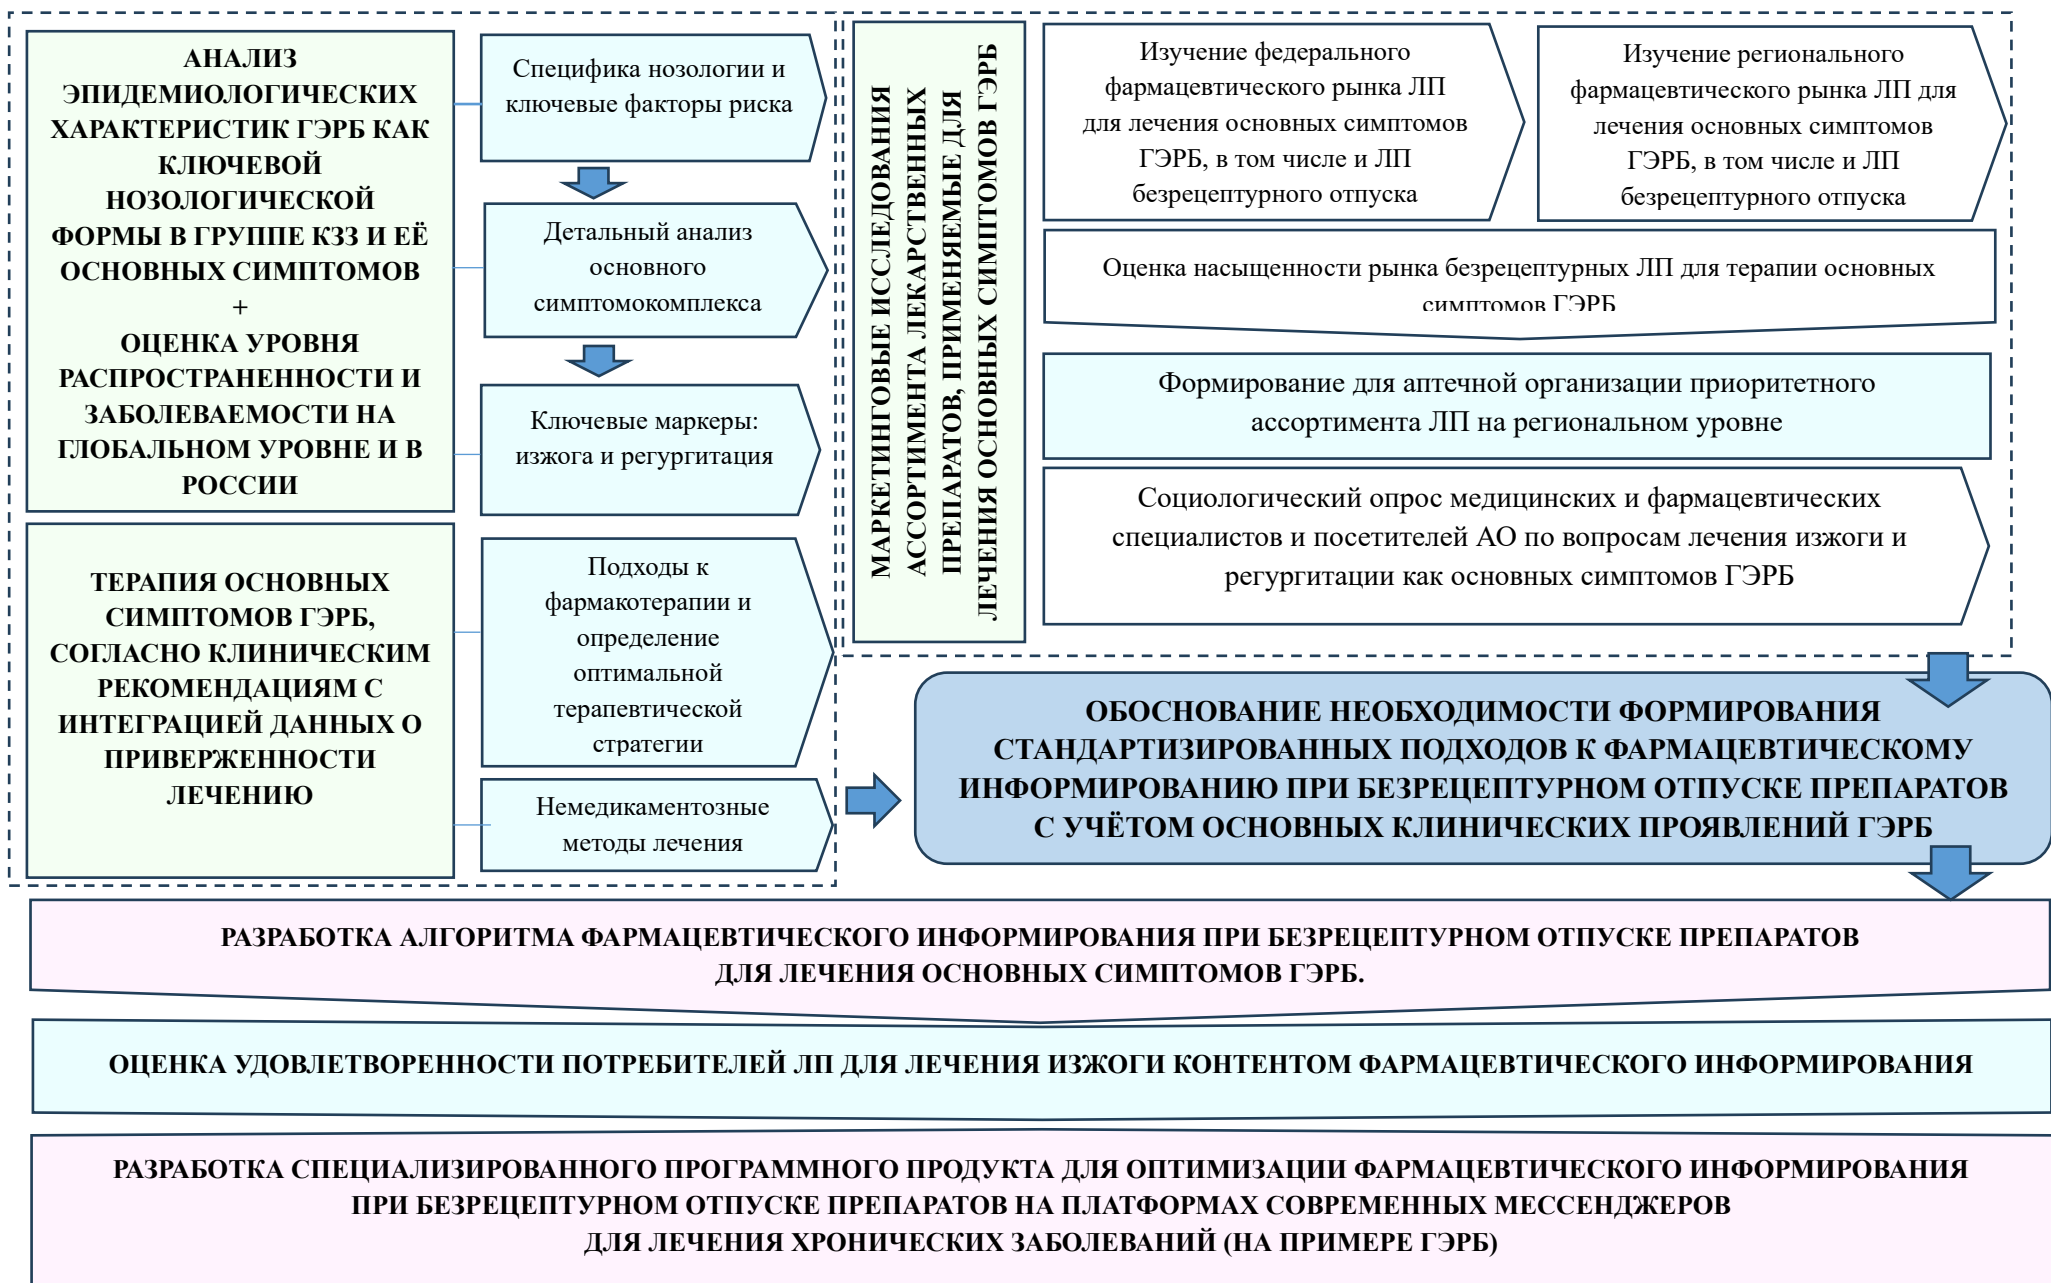 АНАЛИЗ
ЭПИДЕМИОЛОГИЧЕСКИХ
ХАРАКТЕРИСТИК ГЭРБ КАК
КЛЮЧЕВОЙ
НОЗОЛОГИЧЕСКОЙ
ФОРМЫ В ГРУППЕ КЗЗ И ЕЁ
ОСНОВНЫХ СИМПТОМОВ
+
ОЦЕНКА УРОВНЯ
РАСПРОСТРАНЕННОСТИ И
ЗАБОЛЕВАЕМОСТИ НА
ГЛОБАЛЬНОМ УРОВНЕ И В
РОССИИ
Специфика нозологии и
ключевые факторы риска
Детальный анализ
основного
симптомокомплекса
Ключевые маркеры:
изжога и регургитация
ТЕРАПИЯ ОСНОВНЫХ
СИМПТОМОВ ГЭРБ,
СОГЛАСНО КЛИНИЧЕСКИМ
РЕКОМЕНДАЦИЯМ С
ИНТЕГРАЦИЕЙ ДАННЫХ О
ПРИВЕРЖЕННОСТИ
ЛЕЧЕНИЮ
Подходы к
фармакотерапии и
определение
оптимальной
терапевтической
стратегии
Немедикаментозные
методы лечения
МАРКЕТИНГОВЫЕ ИССЛЕДОВАНИЯ
АССОРТИМЕНТА ЛЕКАРСТВЕННЫХ
ПРЕПАРАТОВ, ПРИМЕНЯЕМЫЕ ДЛЯ
ЛЕЧЕНИЯ ОСНОВНЫХ СИМПТОМОВ ГЭРБ
Изучение федерального
фармацевтического рынка ЛП
для лечения основных симптомов
ГЭРБ, в том числе и ЛП
безрецептурного отпуска
Изучение регионального
фармацевтического рынка ЛП для
лечения основных симптомов
ГЭРБ, в том числе и ЛП
безрецептурного отпуска
Оценка насыщенности рынка безрецептурных ЛП для терапии основных
симптомов ГЭРБ
Формирование для аптечной организации приоритетного
ассортимента ЛП на региональном уровне
Социологический опрос медицинских и фармацевтических
специалистов и посетителей АО по вопросам лечения изжоги и
регургитации как основных симптомов ГЭРБ
ОБОСНОВАНИЕ НЕОБХОДИМОСТИ ФОРМИРОВАНИЯ
СТАНДАРТИЗИРОВАННЫХ ПОДХОДОВ К ФАРМАЦЕВТИЧЕСКОМУ
ИНФОРМИРОВАНИЮ ПРИ БЕЗРЕЦЕПТУРНОМ ОТПУСКЕ ПРЕПАРАТОВ
С УЧЁТОМ ОСНОВНЫХ КЛИНИЧЕСКИХ ПРОЯВЛЕНИЙ ГЭРБ
РАЗРАБОТКА АЛГОРИТМА ФАРМАЦЕВТИЧЕСКОГО ИНФОРМИРОВАНИЯ ПРИ БЕЗРЕЦЕПТУРНОМ ОТПУСКЕ ПРЕПАРАТОВ
ДЛЯ ЛЕЧЕНИЯ ОСНОВНЫХ СИМПТОМОВ ГЭРБ.
ОЦЕНКА УДОВЛЕТВОРЕННОСТИ ПОТРЕБИТЕЛЕЙ ЛП ДЛЯ ЛЕЧЕНИЯ ИЗЖОГИ КОНТЕНТОМ ФАРМАЦЕВТИЧЕСКОГО ИНФОРМИРОВАНИЯ
РАЗРАБОТКА СПЕЦИАЛИЗИРОВАННОГО ПРОГРАММНОГО ПРОДУКТА ДЛЯ ОПТИМИЗАЦИИ ФАРМАЦЕВТИЧЕСКОГО ИНФОРМИРОВАНИЯ
ПРИ БЕЗРЕЦЕПТУРНОМ ОТПУСКЕ ПРЕПАРАТОВ НА ПЛАТФОРМАХ СОВРЕМЕННЫХ МЕССЕНДЖЕРОВ
ДЛЯ ЛЕЧЕНИЯ ХРОНИЧЕСКИХ ЗАБОЛЕВАНИЙ (НА ПРИМЕРЕ ГЭРБ)